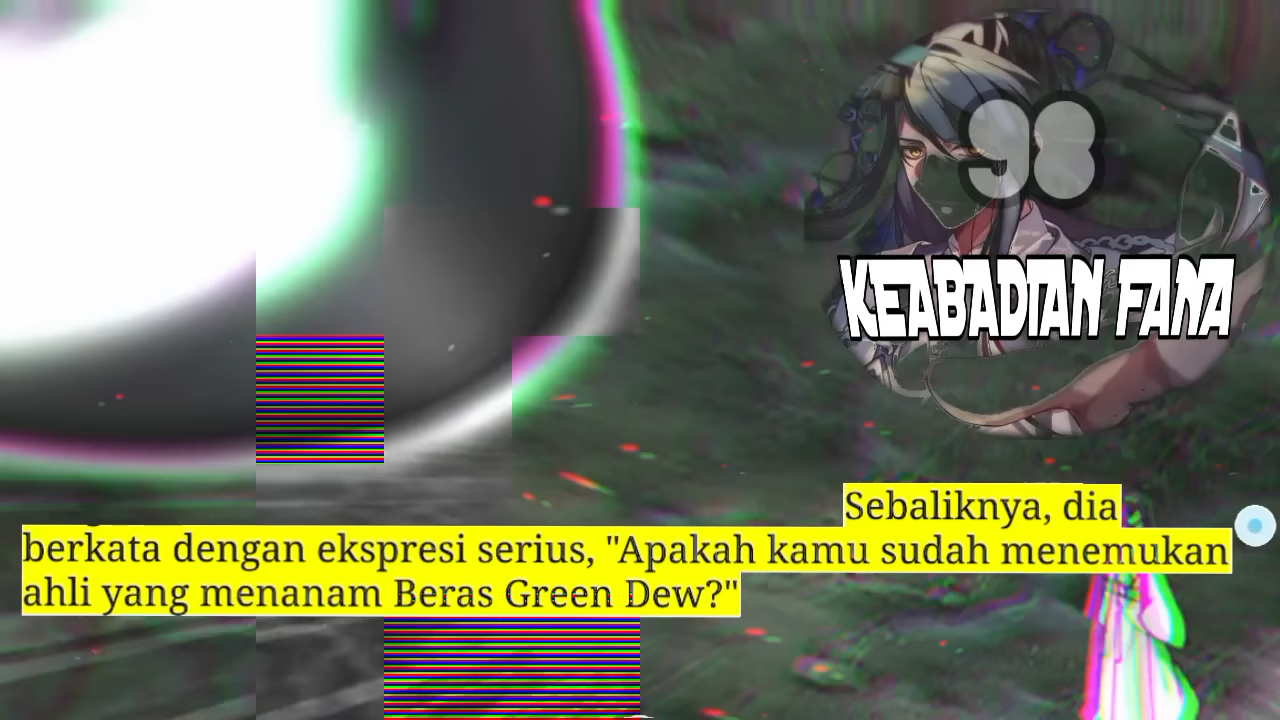 98
KEABADIAN FANA
Sebaliknya, dia
berkata dengan ekspresi serius, "Apakah kamu sudah menemukan
ahli yang menanam Beras Green Dew?"